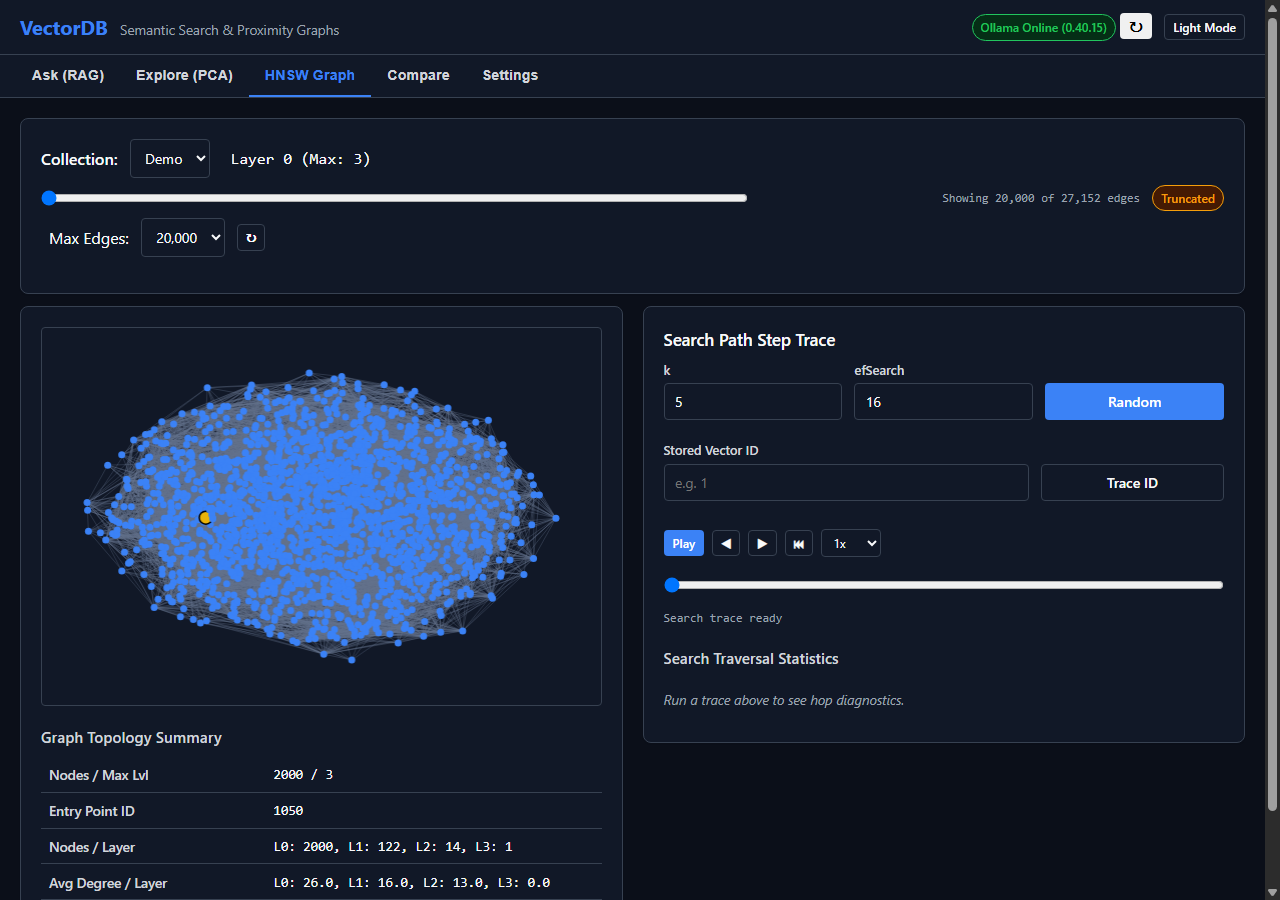 VectorDB Semantic Search & Proximity Graphs
Ollama Online (0.40.15) ↻ Light Mode
Ask (RAG) Explore (PCA) HNSW Graph Compare Settings
Collection: Demo Layer 0 (Max: 3)
Showing 20,000 of 27,152 edges Truncated
Max Edges: 20,000 ↻
Search Path Step Trace
k efSearch
5 16 Random
Stored Vector ID
e.g. 1 Trace ID
Play ◀ ▶ ⏮ 1x
Search trace ready
Search Traversal Statistics
Run a trace above to see hop diagnostics.
Graph Topology Summary
Nodes / Max Lvl 2000 / 3
Entry Point ID 1050
Nodes / Layer L0: 2000, L1: 122, L2: 14, L3: 1
Avg Degree / Layer L0: 26.0, L1: 16.0, L2: 13.0, L3: 0.0